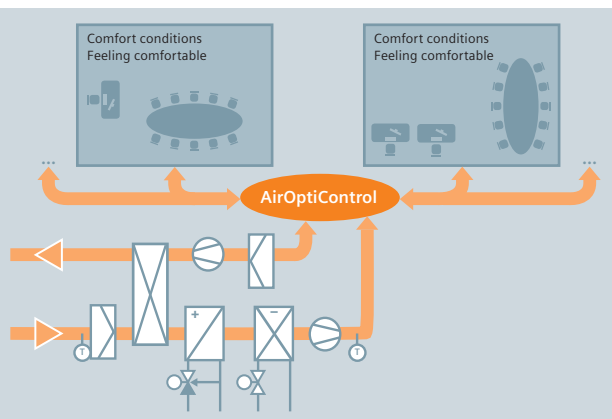 Comfort conditions
Feeling comfortable
Comfort conditions
Feeling comfortable
...
...
AirOptiControl
+
−
T
T